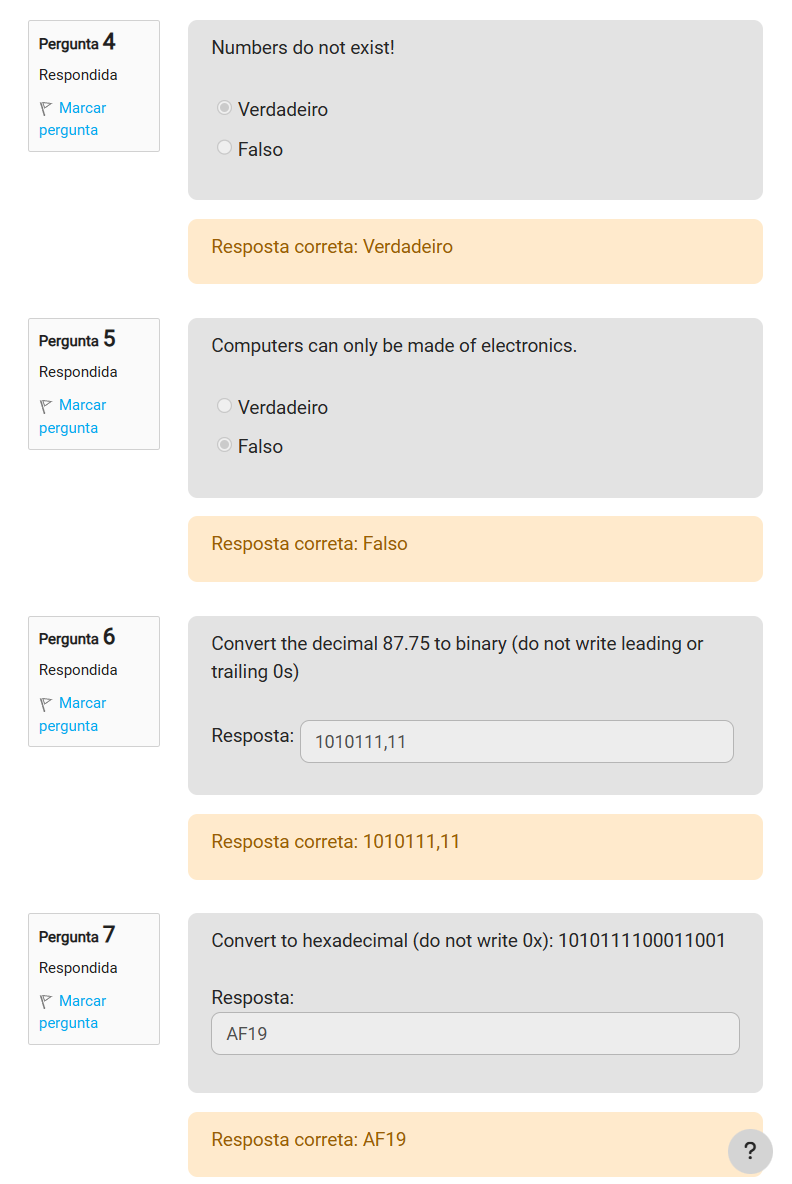 Pergunta 4
Respondida
Marcar
pergunta
Numbers do not exist!
Verdadeiro
Falso
Resposta correta: Verdadeiro
Pergunta 5
Respondida
Marcar
pergunta
Computers can only be made of electronics.
Verdadeiro
Falso
Resposta correta: Falso
Pergunta 6
Respondida
Marcar
pergunta
Convert the decimal 87.75 to binary (do not write leading or
trailing 0s)
Resposta: 1010111,11
Resposta correta: 1010111,11
Pergunta 7
Respondida
Marcar
pergunta
Convert to hexadecimal (do not write 0x): 1010111100011001
Resposta:
AF19
Resposta correta: AF19
?